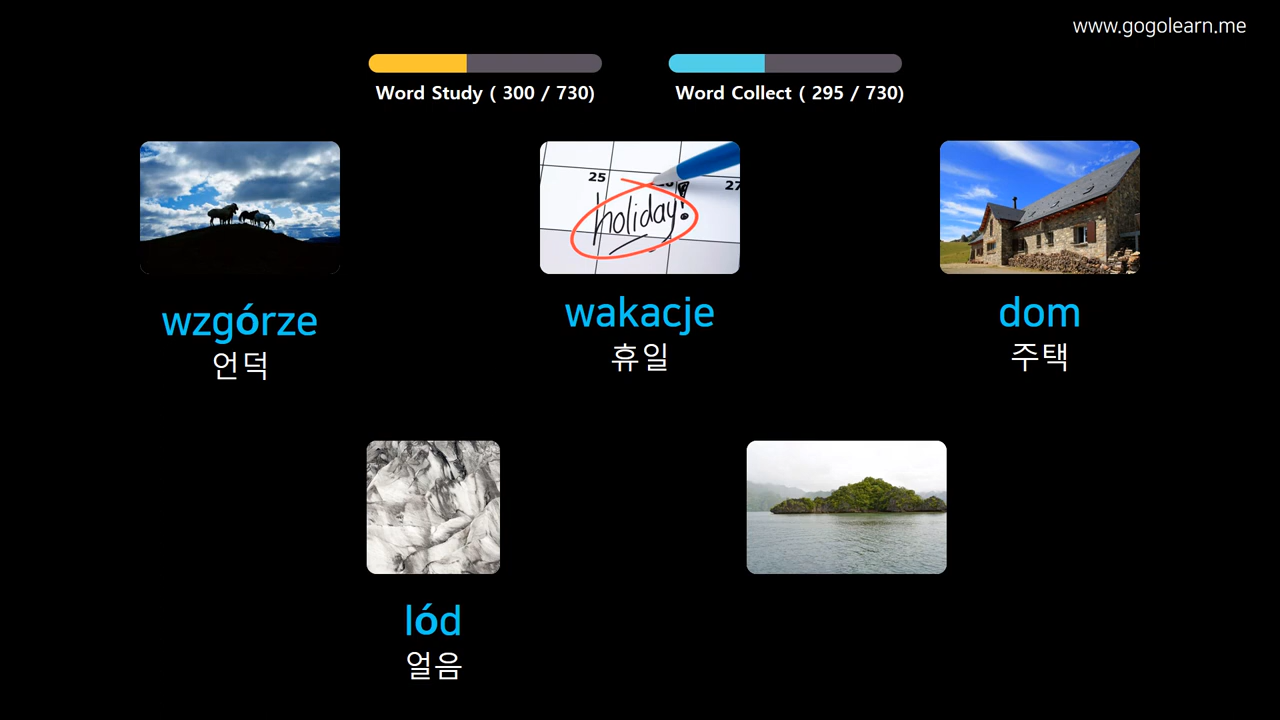 www.gogolearn.me
Word Study ( 300 / 730)
Word Collect ( 295 / 730)
25
27
holiday!
wzgórze
언덕
wakacje
휴일
dom
주택
lód
얼음